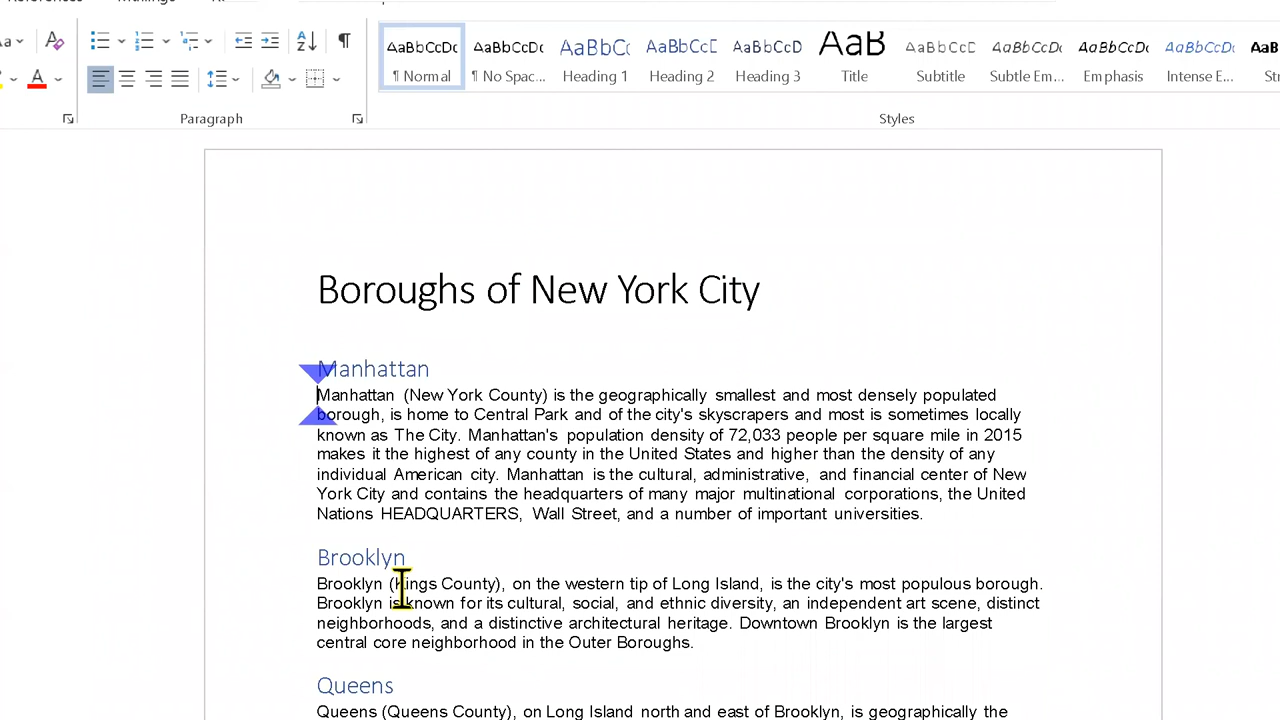 AaBbCcDc AaBbCcDc AaBbCc AaBbCcD AaBbCcD AaB AaBbCcD AaBbCcDc AaBbCcDc AaBbCcDc
¶ Normal ¶ No Spac... Heading 1 Heading 2 Heading 3 Title Subtitle Subtle Em... Emphasis Intense E...
Paragraph Styles
Boroughs of New York City
Manhattan
Manhattan (New York County) is the geographically smallest and most densely populated
borough, is home to Central Park and of the city's skyscrapers and most is sometimes locally
known as The City. Manhattan's population density of 72,033 people per square mile in 2015
makes it the highest of any county in the United States and higher than the density of any
individual American city. Manhattan is the cultural, administrative, and financial center of New
York City and contains the headquarters of many major multinational corporations, the United
Nations HEADQUARTERS, Wall Street, and a number of important universities.
Brooklyn
Brooklyn (Kings County), on the western tip of Long Island, is the city's most populous borough.
Brooklyn is known for its cultural, social, and ethnic diversity, an independent art scene, distinct
neighborhoods, and a distinctive architectural heritage. Downtown Brooklyn is the largest
central core neighborhood in the Outer Boroughs.
Queens
Queens (Queens County), on Long Island north and east of Brooklyn, is geographically the